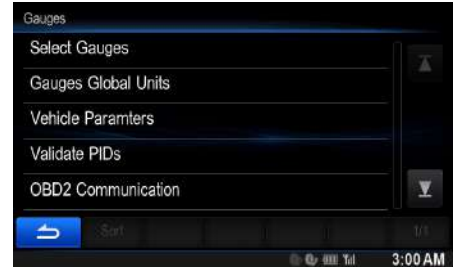 Gauges
Select Gauges
Gauges Global Units
Vehicle Paramters
Validate PIDs
OBD2 Communication
Sort
1/1
3:00 AM